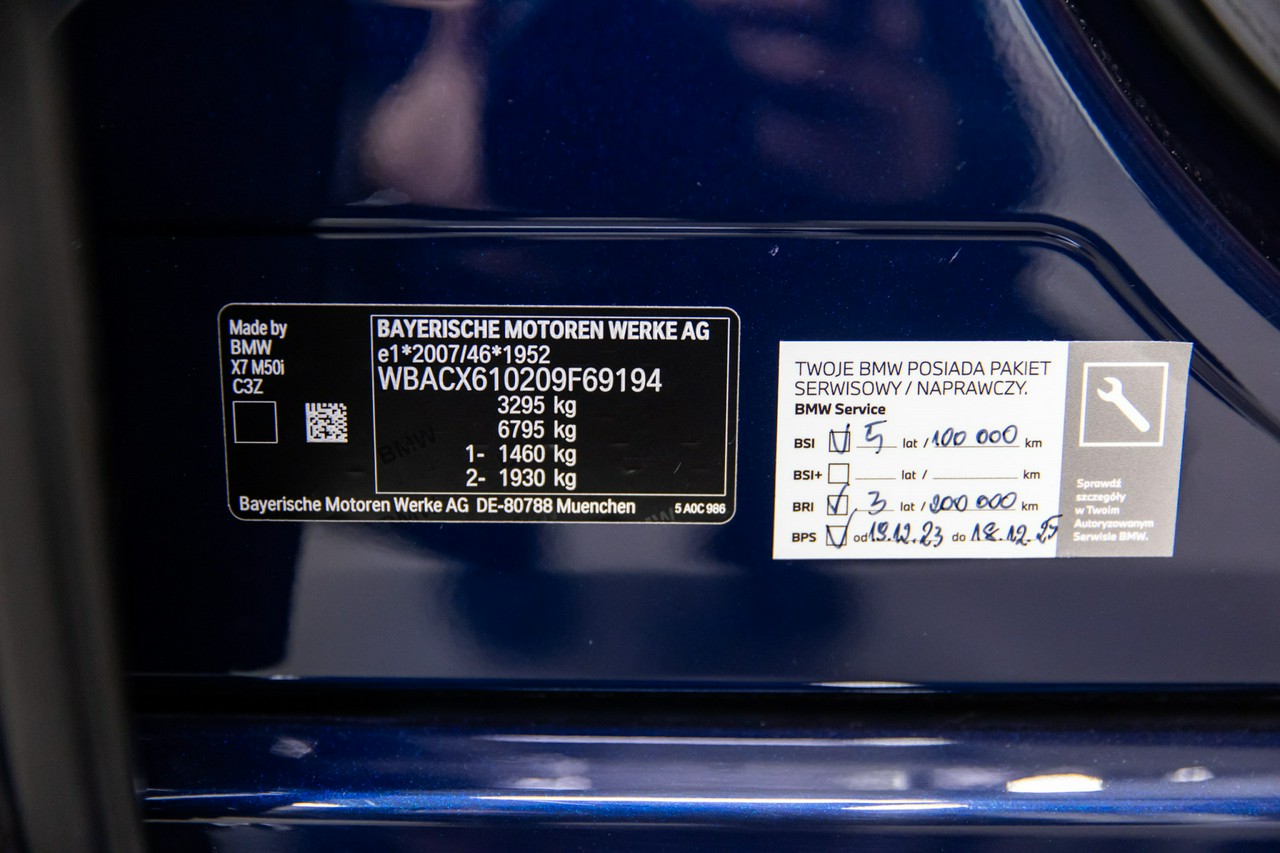 Made by
BMW
X7 M50i
C3Z
BAYERISCHE MOTOREN WERKE AG
e1*2007/46*1952
WBACX610209F69194
3295 kg
6795 kg
1- 1460 kg
2- 1930 kg
Bayerische Motoren Werke AG DE-80788 Muenchen
5 A0C 986
TWOJE BMW POSIADA PAKIET
SERWISOWY / NAPRAWCZY.
BMW Service
BSI 5 lat / 100 000 km
BSI+ lat / km
BRI 3 lat / 200 000 km
BPS od 19.12.23 do 18.12.25
Sprawdź
szczegóły
w Twoim
Autoryzowanym
Serwisie BMW.